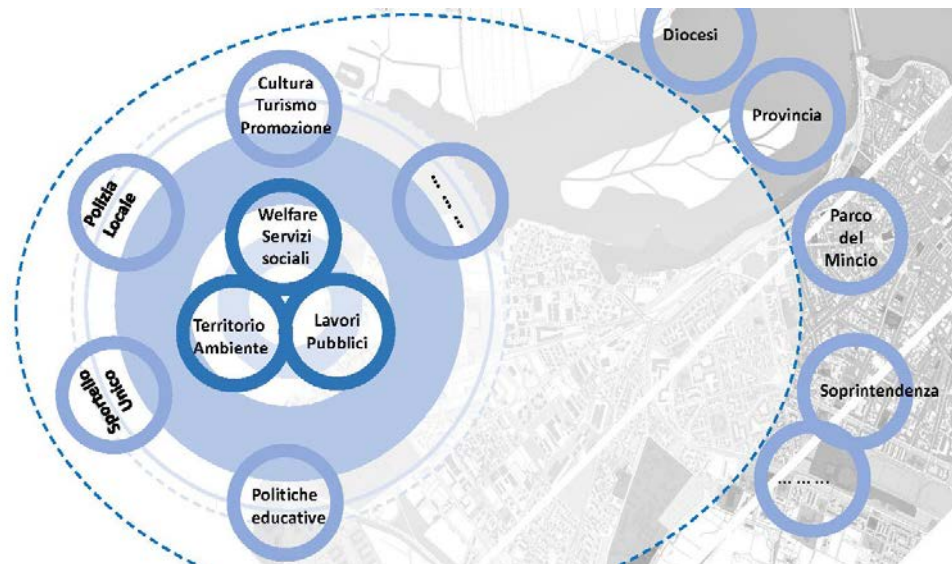 Diocesi
Cultura
Turismo
Promozione
Provincia
Polizia
Locale
... ... ...
Welfare
Servizi
sociali
Parco
del
Mincio
Territorio
Ambiente
Lavori
Pubblici
Sportello
Unico
Soprintendenza
Politiche
educative
... ... ...